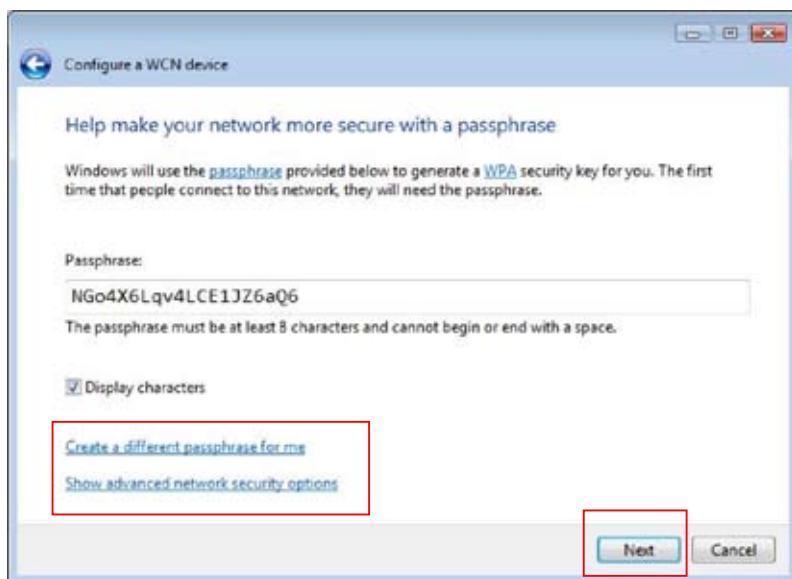 Configure a WCN device
Help make your network more secure with a passphrase
Windows will use the passphrase provided below to generate a WPA security key for you. The first
time that people connect to this network, they will need the passphrase.
Passphrase:
NGo4X6Lqv4LCE1JZ6aQ6
The passphrase must be at least 8 characters and cannot begin or end with a space.
Display characters
Create a different passphrase for me
Show advanced network security options
Next Cancel